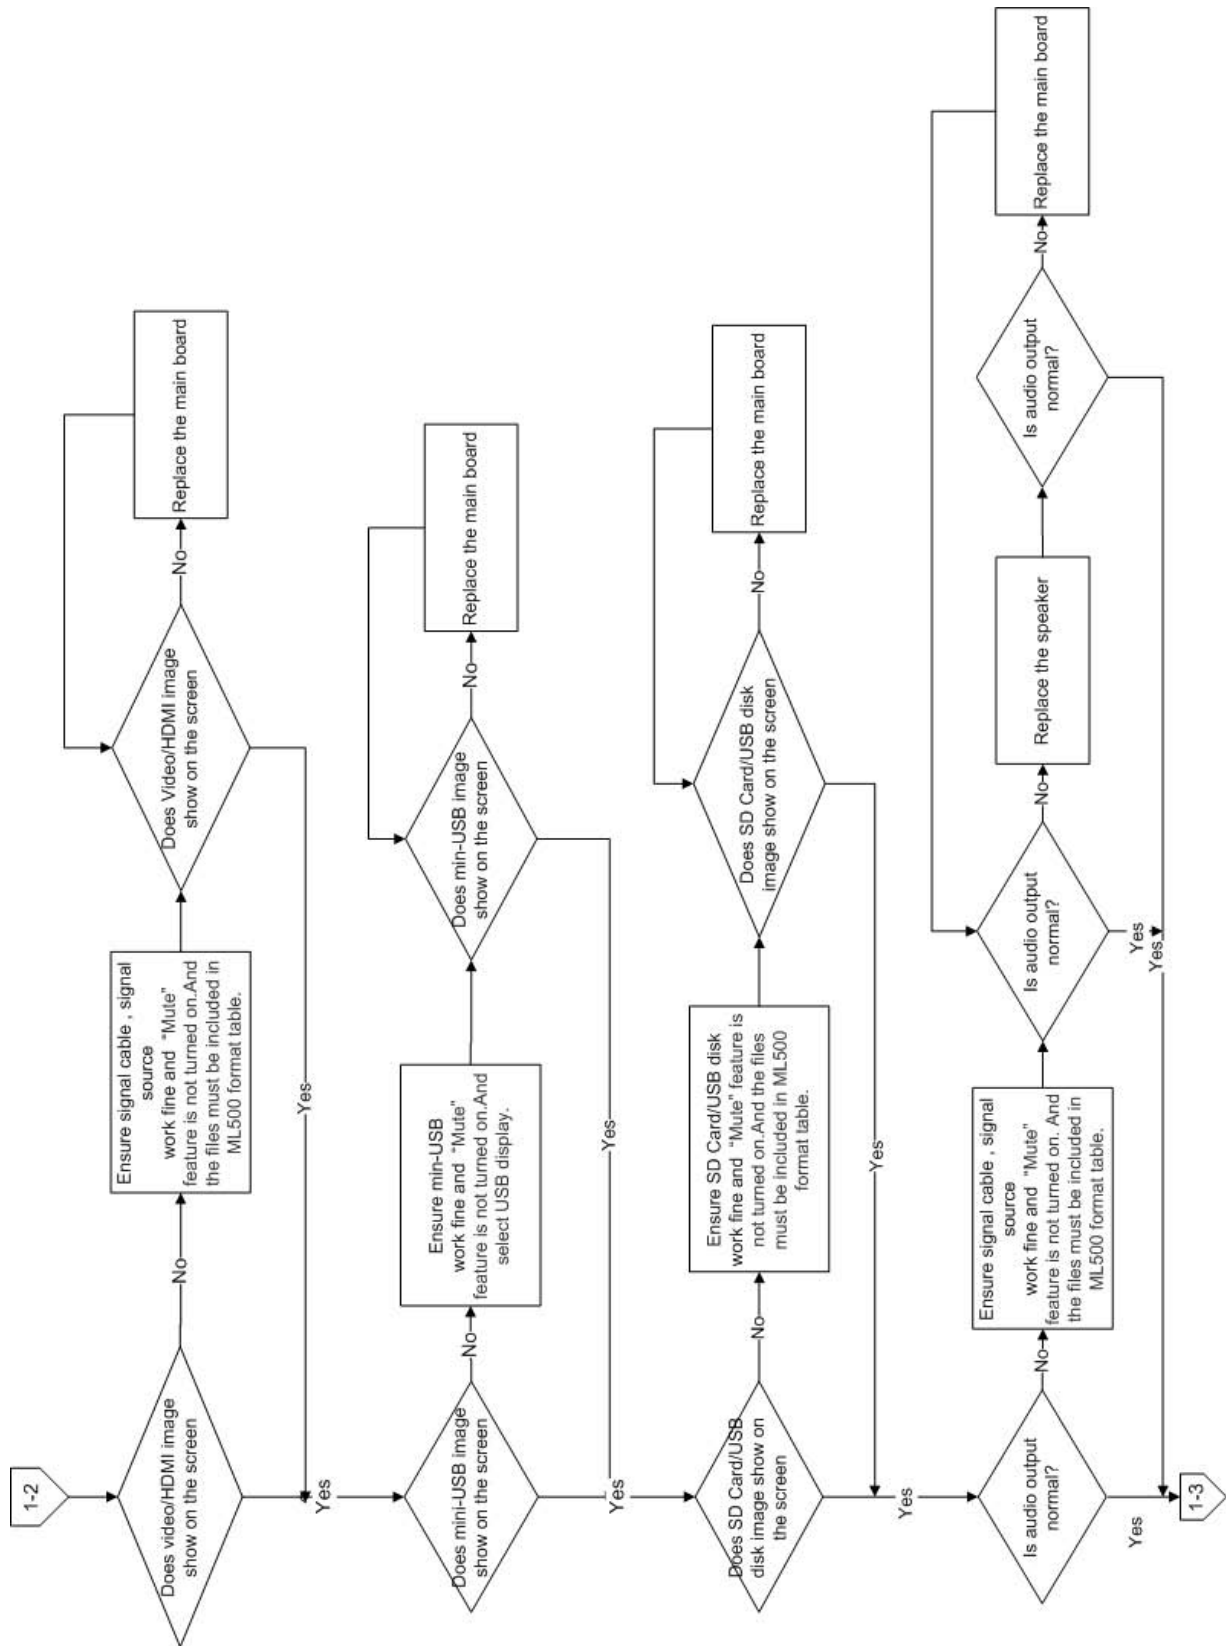 1-2
Does video/HDMI image
show on the screen
No
Ensure signal cable , signal
source
work fine and "Mute"
feature is not turned on.And
the files must be included in
ML500 format table.
Does Video/HDMI image
show on the screen
No
Replace the main board
Yes
Yes
Does mini-USB image
show on the screen
No
Ensure min-USB
work fine and "Mute"
feature is not turned on.And
select USB display.
Does min-USB image
show on the screen
No
Replace the main board
Yes
Yes
Does SD Card/USB
disk image show on
the screen
No
Ensure SD Card/USB disk
work fine and "Mute" feature is
not turned on.And the files
must be included in ML500
format table.
Does SD Card/USB disk
image show on the screen
No
Replace the main board
Yes
Yes
Is audio output
normal?
No
Ensure signal cable , signal
source
work fine and "Mute"
feature is not turned on. And
the files must be included in
ML500 format table.
Is audio output
normal?
No
Replace the speaker
Is audio output
normal?
No
Replace the main board
Yes
Yes
Yes
1-3